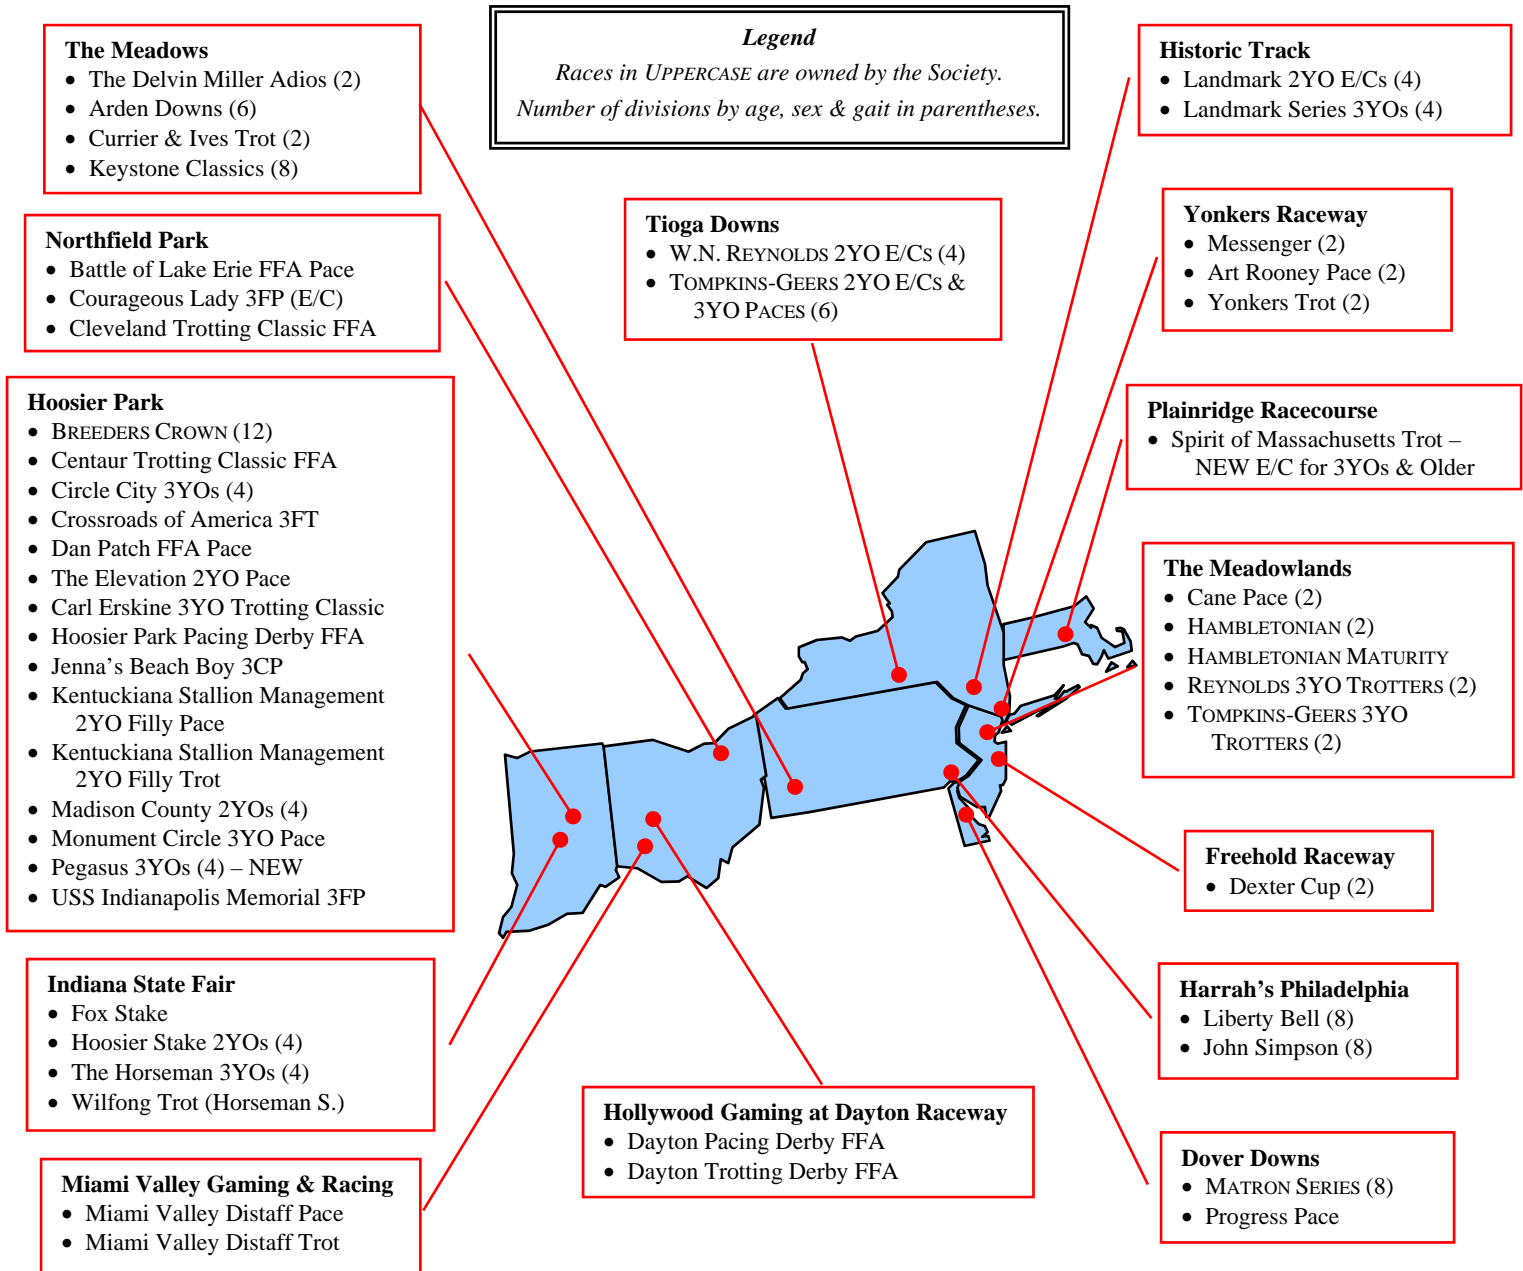 Legend
Races in UPPERCASE are owned by the Society.
Number of divisions by age, sex & gait in parentheses.
The Meadows
• The Delvin Miller Adios (2)
• Arden Downs (6)
• Currier & Ives Trot (2)
• Keystone Classics (8)
Northfield Park
• Battle of Lake Erie FFA Pace
• Courageous Lady 3FP (E/C)
• Cleveland Trotting Classic FFA
Hoosier Park
• BREEDERS CROWN (12)
• Centaur Trotting Classic FFA
• Circle City 3YOs (4)
• Crossroads of America 3FT
• Dan Patch FFA Pace
• The Elevation 2YO Pace
• Carl Erskine 3YO Trotting Classic
• Hoosier Park Pacing Derby FFA
• Jenna's Beach Boy 3CP
• Kentuckiana Stallion Management
2YO Filly Pace
• Kentuckiana Stallion Management
2YO Filly Trot
• Madison County 2YOs (4)
• Monument Circle 3YO Pace
• Pegasus 3YOs (4) – NEW
• USS Indianapolis Memorial 3FP
Indiana State Fair
• Fox Stake
• Hoosier Stake 2YOs (4)
• The Horseman 3YOs (4)
• Wilfong Trot (Horseman S.)
Miami Valley Gaming & Racing
• Miami Valley Distaff Pace
• Miami Valley Distaff Trot
Tioga Downs
• W.N. REYNOLDS 2YO E/CS (4)
• TOMPKINS-GEERS 2YO E/CS &
3YO PACES (6)
Hollywood Gaming at Dayton Raceway
• Dayton Pacing Derby FFA
• Dayton Trotting Derby FFA
Historic Track
• Landmark 2YO E/Cs (4)
• Landmark Series 3YOs (4)
Yonkers Raceway
• Messenger (2)
• Art Rooney Pace (2)
• Yonkers Trot (2)
Plainridge Racecourse
• Spirit of Massachusetts Trot –
NEW E/C for 3YOs & Older
The Meadowlands
• Cane Pace (2)
• HAMBLETONIAN (2)
• HAMBLETONIAN MATURITY
• REYNOLDS 3YO TROTTERS (2)
• TOMPKINS-GEERS 3YO
TROTTERS (2)
Freehold Raceway
• Dexter Cup (2)
Harrah's Philadelphia
• Liberty Bell (8)
• John Simpson (8)
Dover Downs
• MATRON SERIES (8)
• Progress Pace